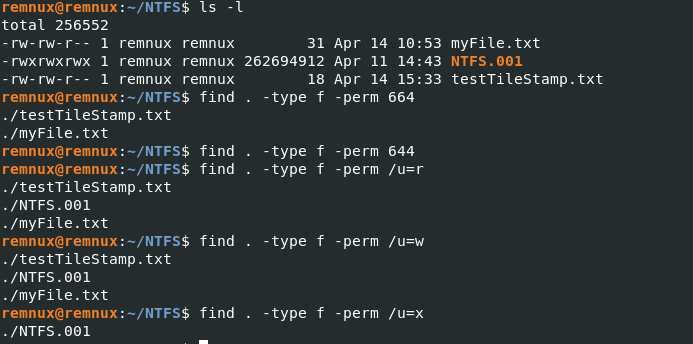 remnux@remnux:~/NTFS$ ls -l
total 256552
-rw-rw-r-- 1 remnux remnux        31 Apr 14 10:53 myFile.txt
-rwxrwxrwx 1 remnux remnux 262694912 Apr 11 14:43 NTFS.001
-rw-rw-r-- 1 remnux remnux        18 Apr 14 15:33 testTileStamp.txt
remnux@remnux:~/NTFS$ find . -type f -perm 664
./testTileStamp.txt
./myFile.txt
remnux@remnux:~/NTFS$ find . -type f -perm 644
remnux@remnux:~/NTFS$ find . -type f -perm /u=r
./testTileStamp.txt
./NTFS.001
./myFile.txt
remnux@remnux:~/NTFS$ find . -type f -perm /u=w
./testTileStamp.txt
./NTFS.001
./myFile.txt
remnux@remnux:~/NTFS$ find . -type f -perm /u=x
./NTFS.001